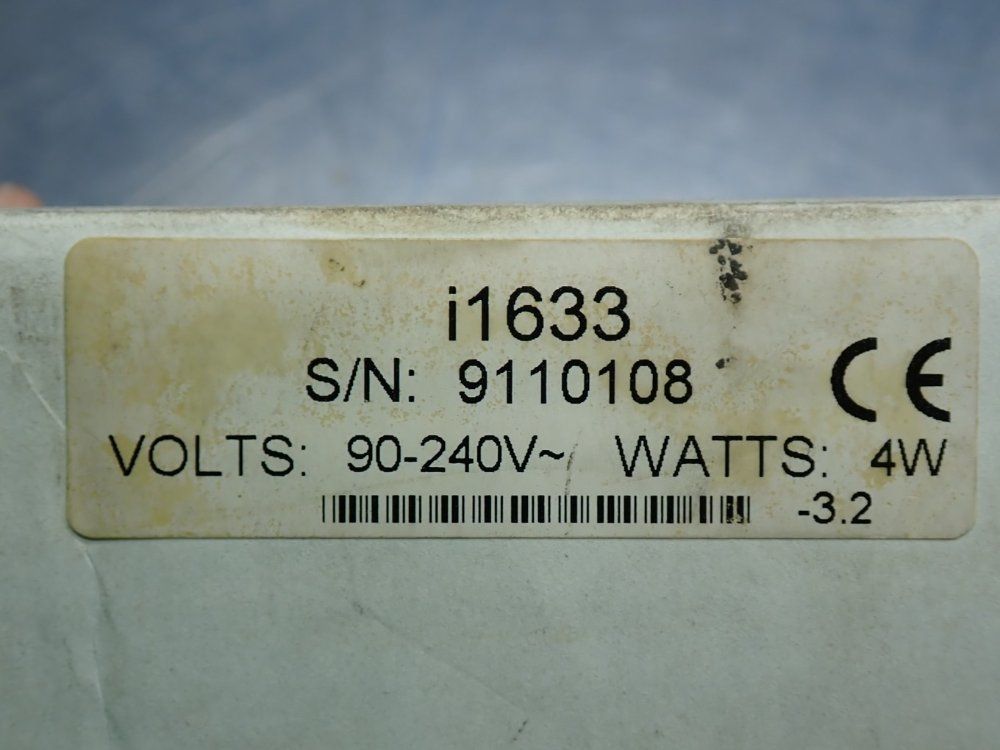 i1633
S/N: 9110108
CE
VOLTS: 90-240V~ WATTS: 4W
-3.2